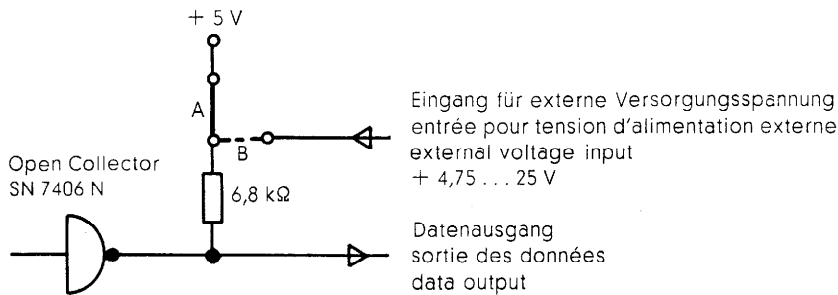 + 5 V
A
B
Eingang für externe Versorgungsspannung
entrée pour tension d'alimentation externe
external voltage input
+ 4,75 ... 25 V
Open Collector
SN 7406 N
6,8 kΩ
Datenausgang
sortie des données
data output